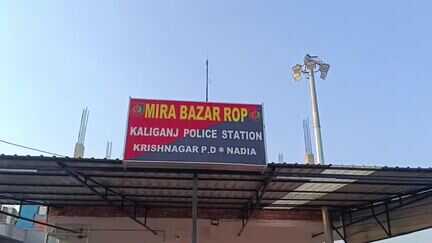 MIRA BAZAR ROP
KALIGANJ POLICE STATION
KRISHNAGAR P.D * NADIA